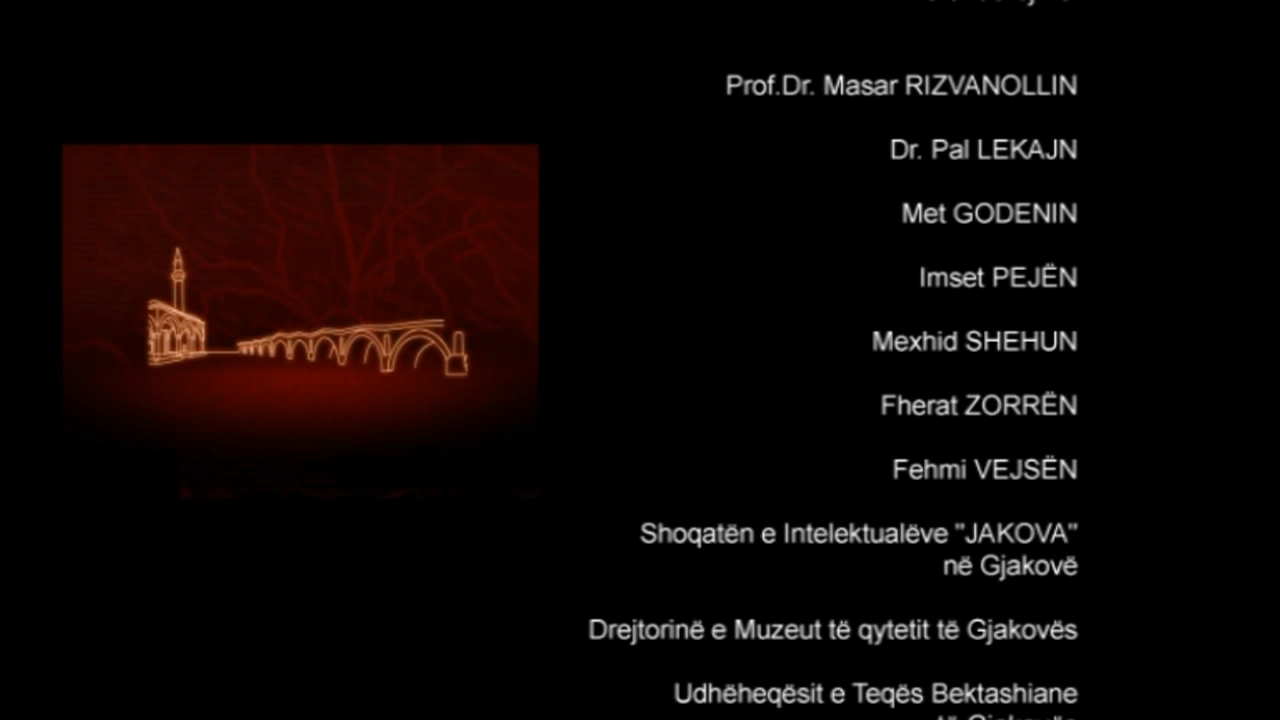 Prof.Dr. Masar RIZVANOLLIN
Dr. Pal LEKAJN
Met GODENIN
Imset PEJËN
Mexhid SHEHUN
Fherat ZORRËN
Fehmi VEJSËN
Shoqatën e Intelektualëve "JAKOVA"
në Gjakovë
Drejtorinë e Muzeut të qytetit të Gjakovës
Udhëheqësit e Teqës Bektashiane